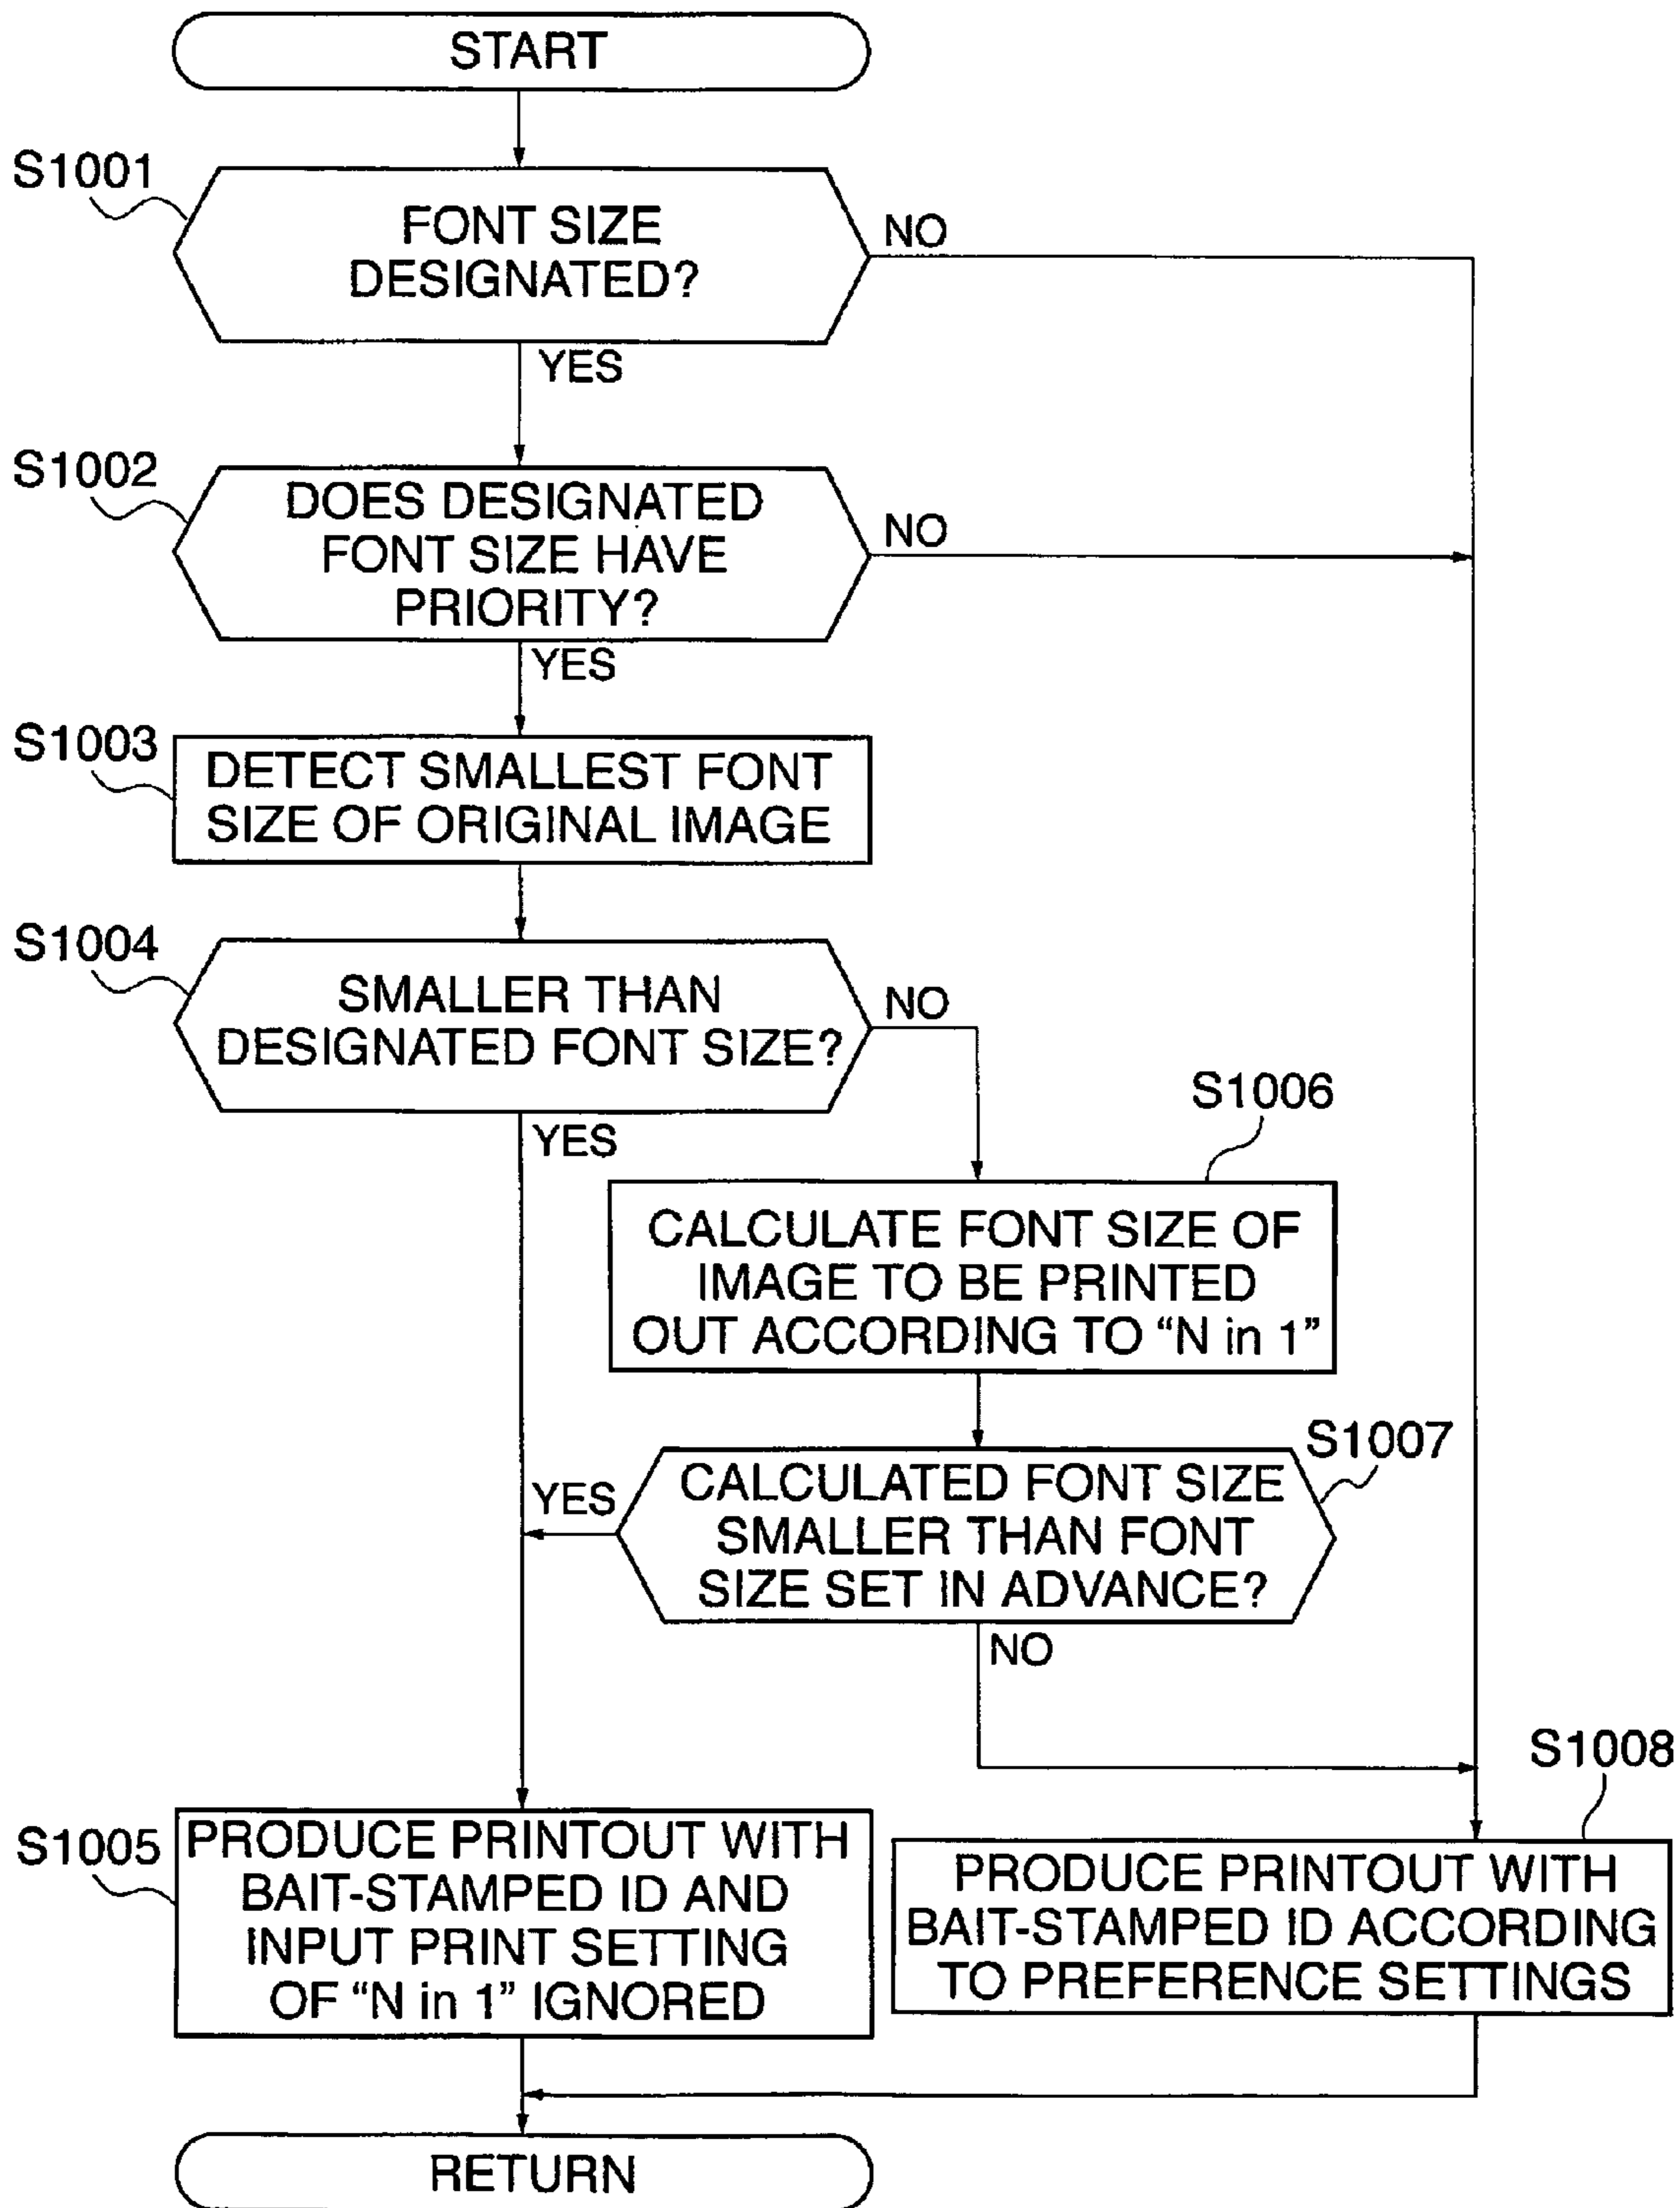 START
S1001
FONT SIZE
DESIGNATED?
NO
YES
S1002
DOES DESIGNATED
FONT SIZE HAVE
PRIORITY?
NO
YES
S1003
DETECT SMALLEST FONT
SIZE OF ORIGINAL IMAGE
S1004
SMALLER THAN
DESIGNATED FONT SIZE?
NO
YES
S1006
CALCULATE FONT SIZE OF
IMAGE TO BE PRINTED
OUT ACCORDING TO “N in 1”
S1007
CALCULATED FONT SIZE
SMALLER THAN FONT
SIZE SET IN ADVANCE?
YES
NO
S1005
PRODUCE PRINTOUT WITH
BAIT-STAMPED ID AND
INPUT PRINT SETTING
OF “N in 1” IGNORED
S1008
PRODUCE PRINTOUT WITH
BAIT-STAMPED ID ACCORDING
TO PREFERENCE SETTINGS
RETURN